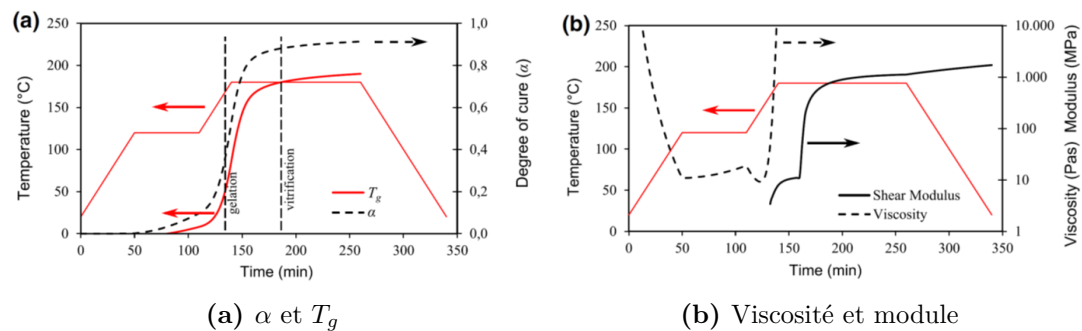 (a)
250
200
150
100
50
0
Temperature (°C)
0 50 100 150 200 250 300 350
Time (min)
1,0
0,8
0,6
0,4
0,2
0,0
Degree of cure (α)
gelation
vitrification
Tg
α
(b)
250
200
150
100
50
0
Temperature (°C)
0 50 100 150 200 250 300 350
Time (min)
10.000
1.000
100
10
1
Viscosity (Pas) Modulus (MPa)
Shear Modulus
Viscosity
(a) α et Tg
(b) Viscosité et module